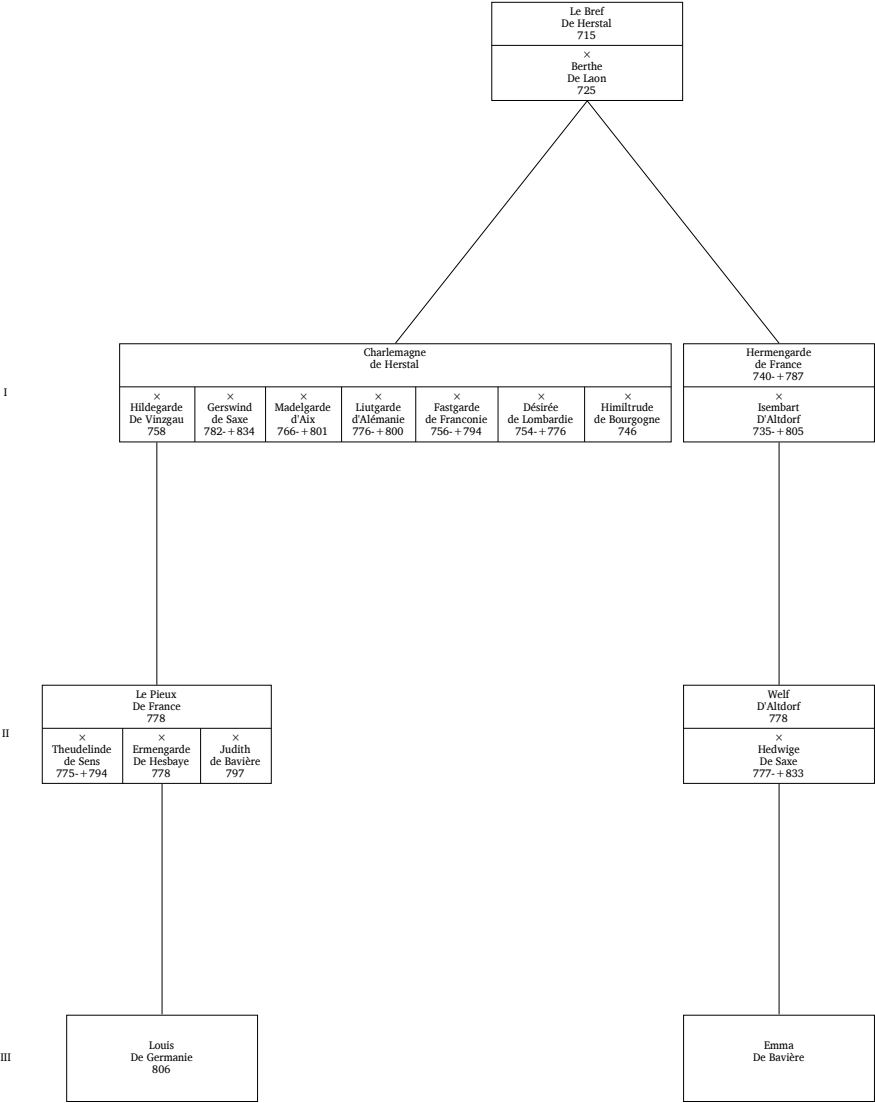 Le Bref
De Herstal
715
×
Berthe
De Laon
725
I
Charlemagne
de Herstal
×
Hildegarde
De Vinzgau
758
×
Gerswind
de Saxe
782-+834
×
Madelgarde
d'Aix
766-+801
×
Liutgarde
d'Alémanie
776-+800
×
Fastgarde
de Franconie
756-+794
×
Désirée
de Lombardie
754-+776
×
Himiltrude
de Bourgogne
746
Hermengarde
de France
740-+787
×
Isembart
D'Altdorf
735-+805
II
Le Pieux
De France
778
×
Theudelinde
de Sens
775-+794
×
Ermengarde
De Hesbaye
778
×
Judith
de Bavière
797
Welf
D'Altdorf
778
×
Hedwige
De Saxe
777-+833
III
Louis
De Germanie
806
Emma
De Bavière